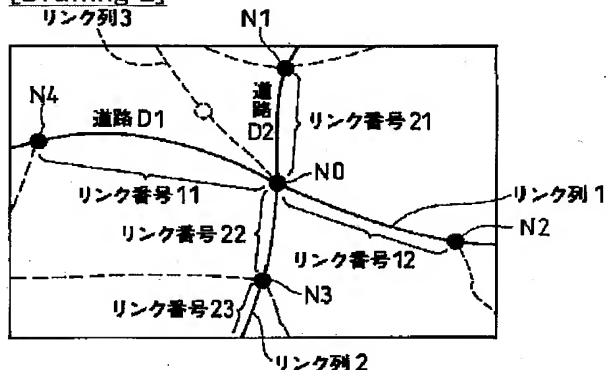 [Drawing 2]
リンク列3
N1
N4
道路D1
道路
D2
リンク番号21
N0
リンク番号11
リンク列1
リンク番号22
N2
リンク番号12
N3
リンク番号23
リンク列2